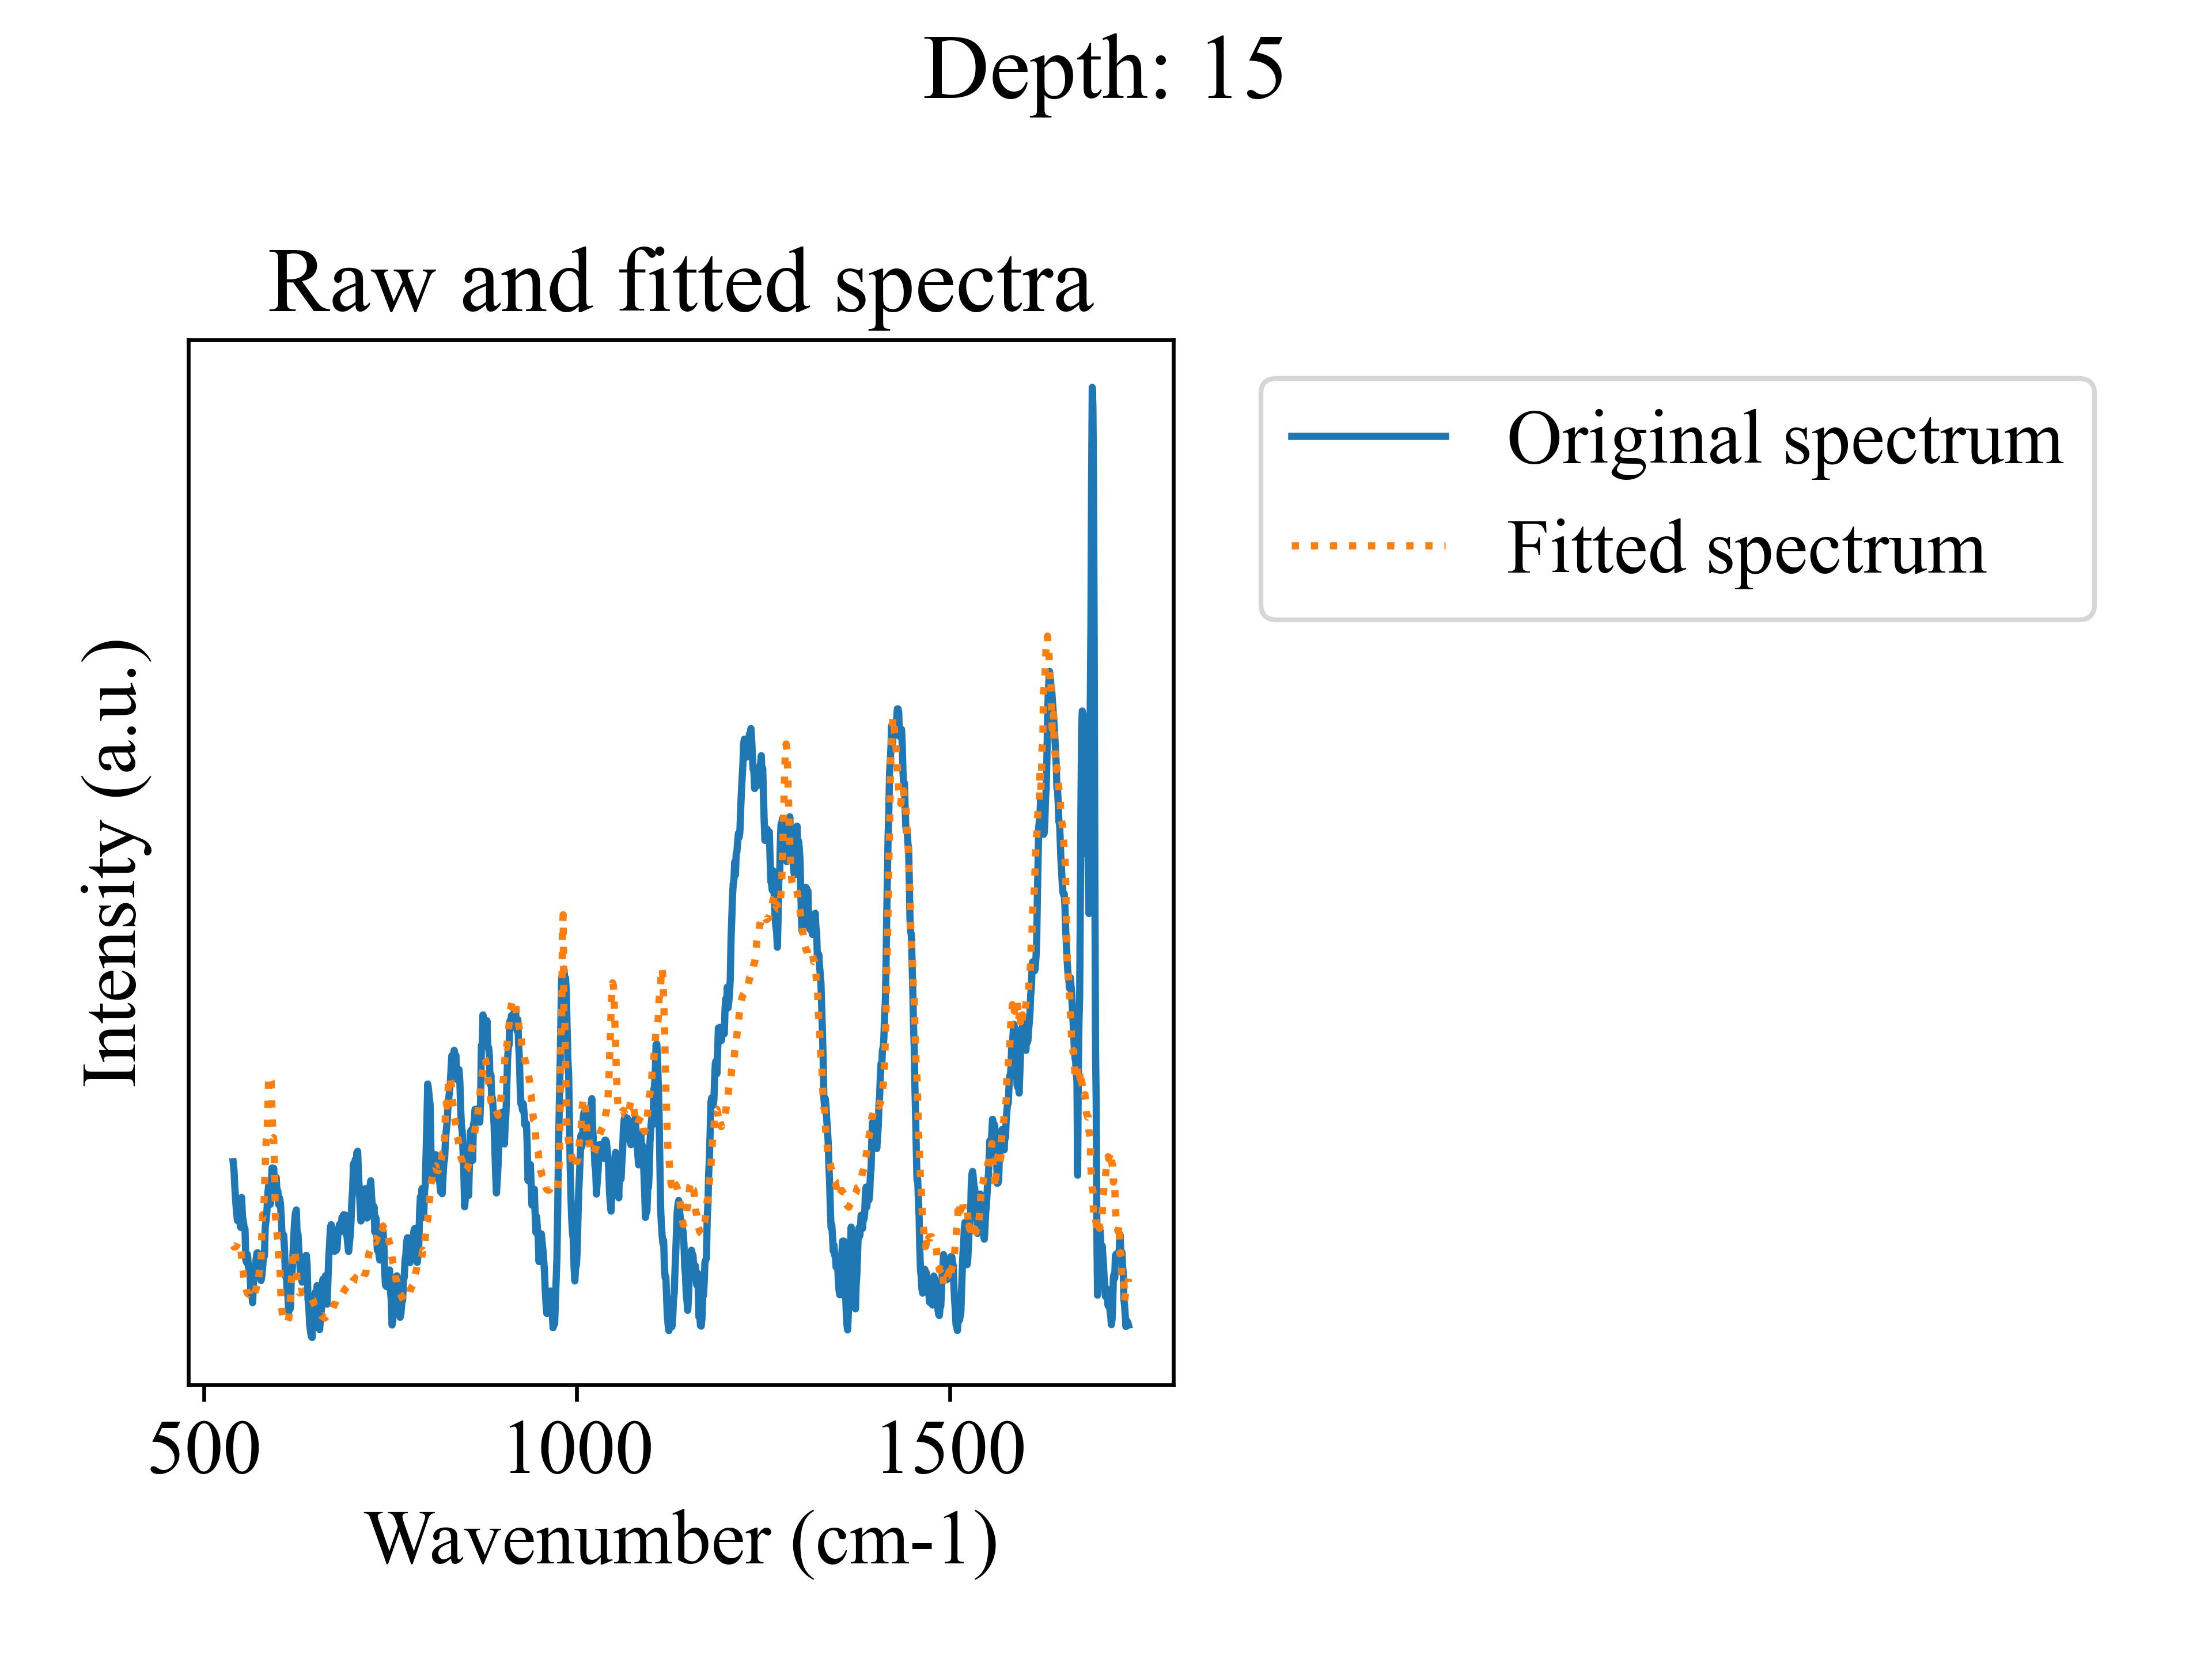 Depth: 15
Raw and fitted spectra
Original spectrum
Fitted spectrum
Intensity (a.u.)
500
1000
1500
Wavenumber (cm-1)